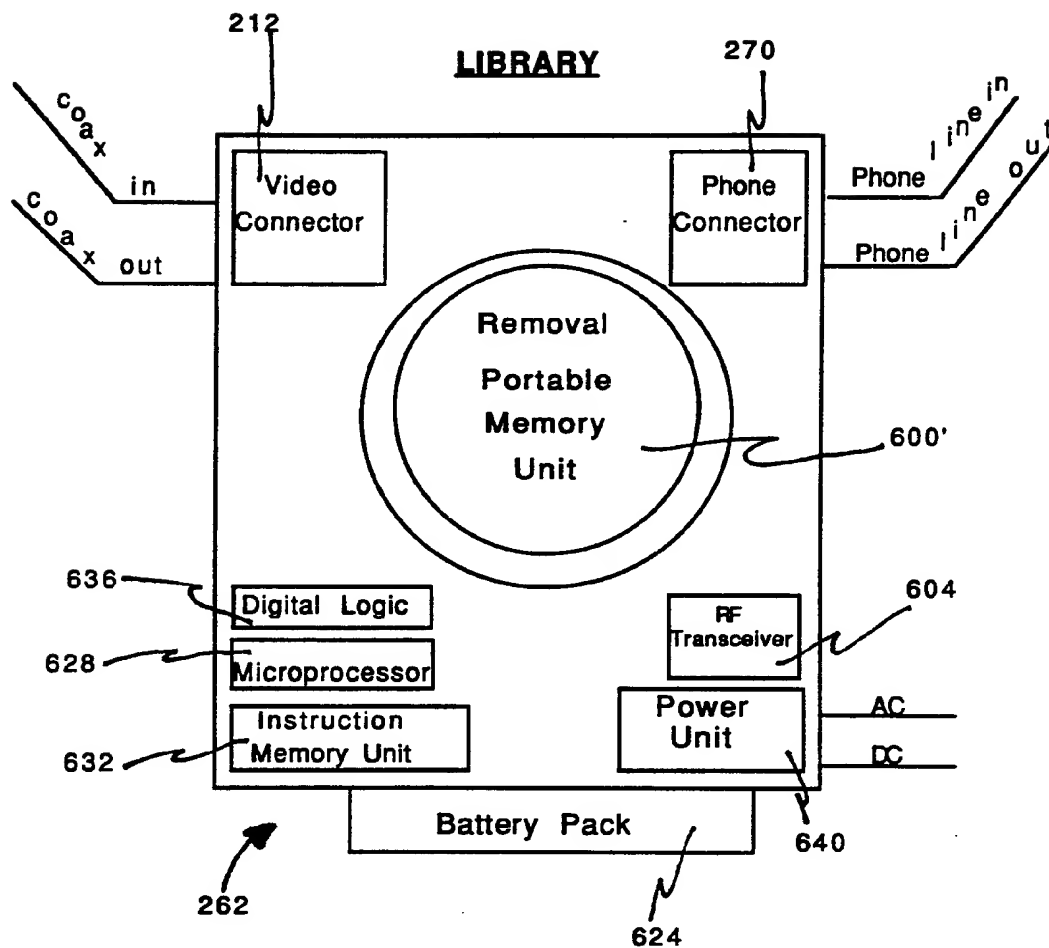 212
LIBRARY
270
coax in
coax out
Video
Connector
Phone
Connector
Phone line in
Phone line out
Removal
Portable
Memory
Unit
600'
636
Digital Logic
628
Microprocessor
632
Instruction
Memory Unit
RF
Transceiver
604
Power
Unit
AC
DC
640
Battery Pack
262
624